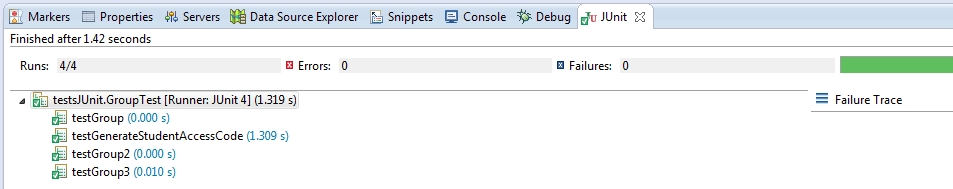 Markers Properties Servers Data Source Explorer Snippets Console Debug JUnit
Finished after 1.42 seconds
Runs: 4/4 Errors: 0 Failures: 0
testsJUnit.GroupTest [Runner: JUnit 4] (1.319 s) Failure Trace
testGroup (0.000 s)
testGenerateStudentAccessCode (1.309 s)
testGroup2 (0.000 s)
testGroup3 (0.010 s)